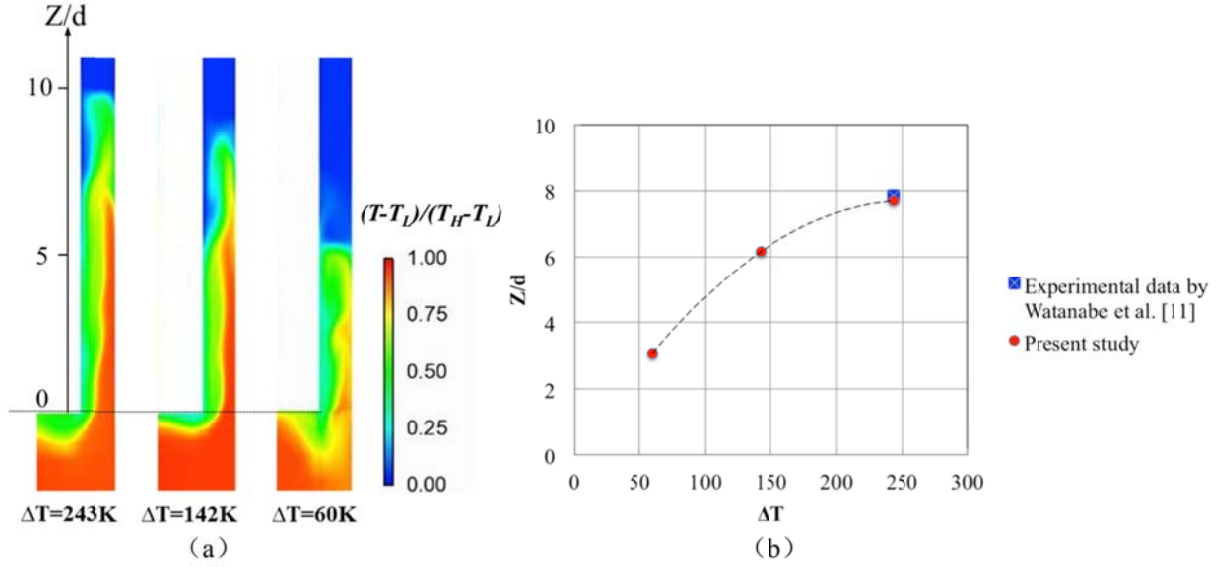 Z/d
10
5
0
(T-T_L)/(T_H-T_L)
1.00
0.75
0.50
0.25
0.00
ΔT=243K ΔT=142K ΔT=60K
(a)
10
8
6
4
2
0
Z/d
0 50 100 150 200 250 300
ΔT
(b)
Experimental data by
Watanabe et al. [11]
Present study